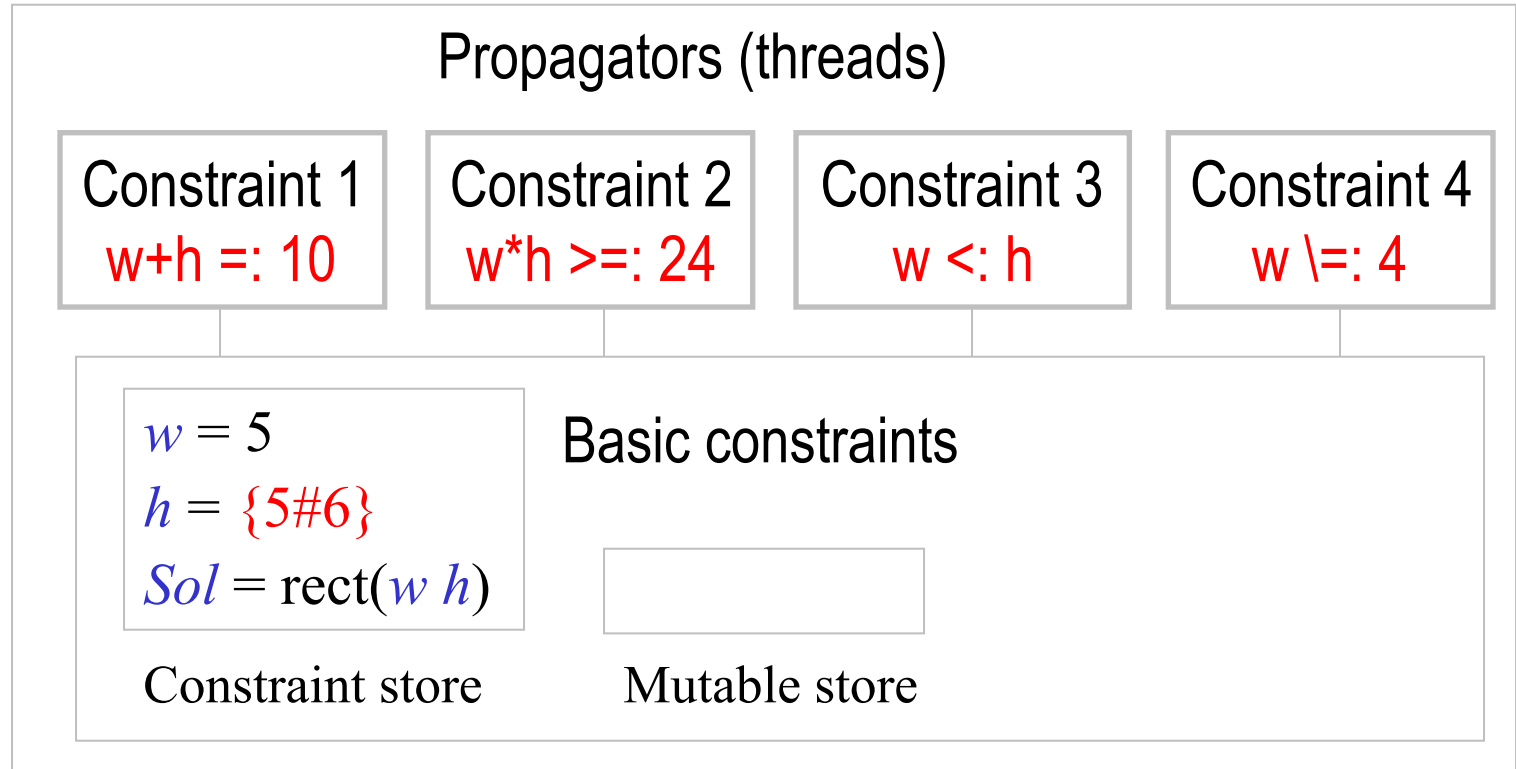 Propagators (threads)
Constraint 1
w+h =: 10
Constraint 2
w*h >=: 24
Constraint 3
w <: h
Constraint 4
w \=: 4
w = 5
h = {5#6}
Sol = rect(w h)
Basic constraints
Constraint store
Mutable store